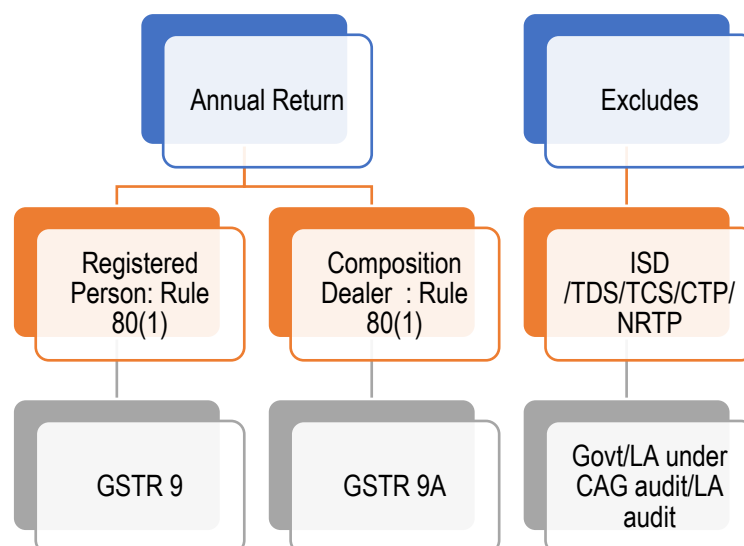 Annual Return
Excludes
Registered
Person: Rule
80(1)
Composition
Dealer : Rule
80(1)
ISD
/TDS/TCS/CTP/
NRTP
GSTR 9
GSTR 9A
Govt/LA under
CAG audit/LA
audit